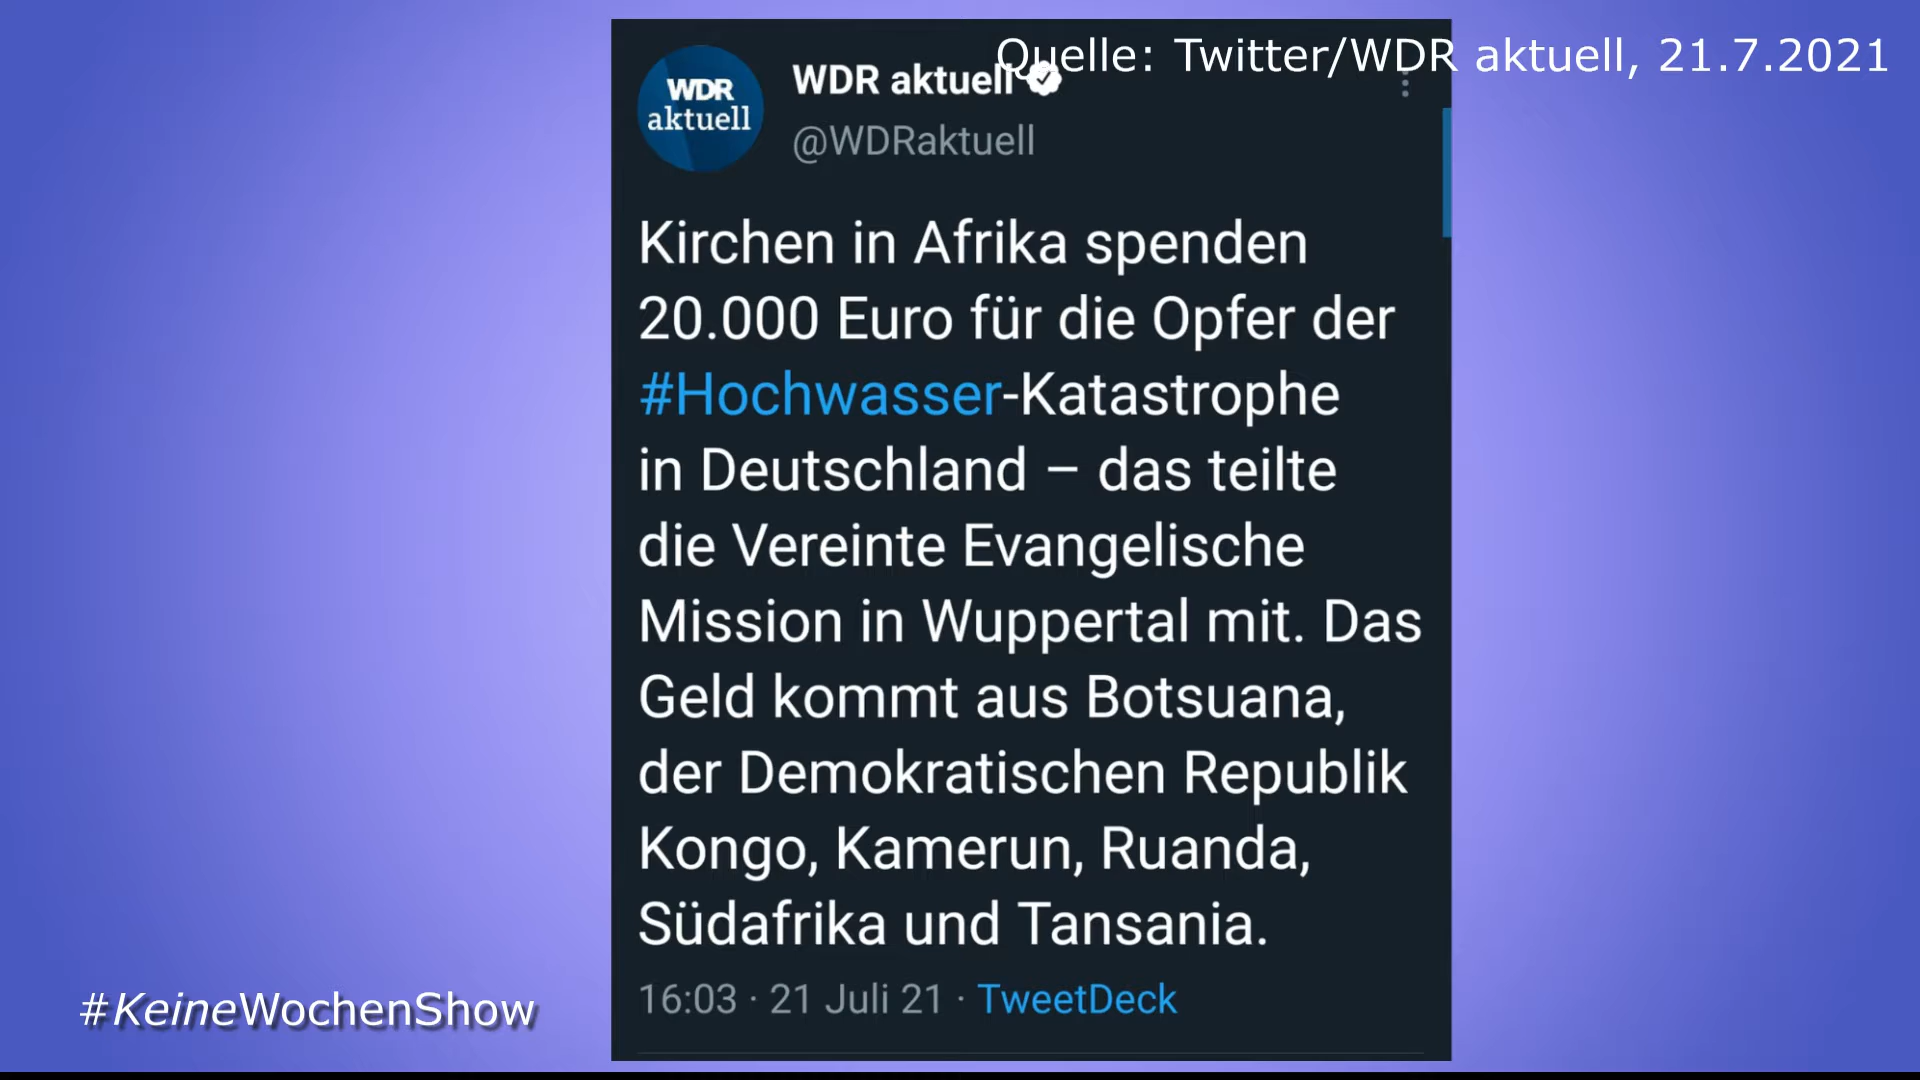 Quelle: Twitter/WDR aktuell, 21.7.2021
WDR
aktuell
WDR aktuell
@WDRaktuell
Kirchen in Afrika spenden
20.000 Euro für die Opfer der
#Hochwasser-Katastrophe
in Deutschland – das teilte
die Vereinte Evangelische
Mission in Wuppertal mit. Das
Geld kommt aus Botsuana,
der Demokratischen Republik
Kongo, Kamerun, Ruanda,
Südafrika und Tansania.
16:03 · 21 Juli 21 · TweetDeck
#KeineWochenShow